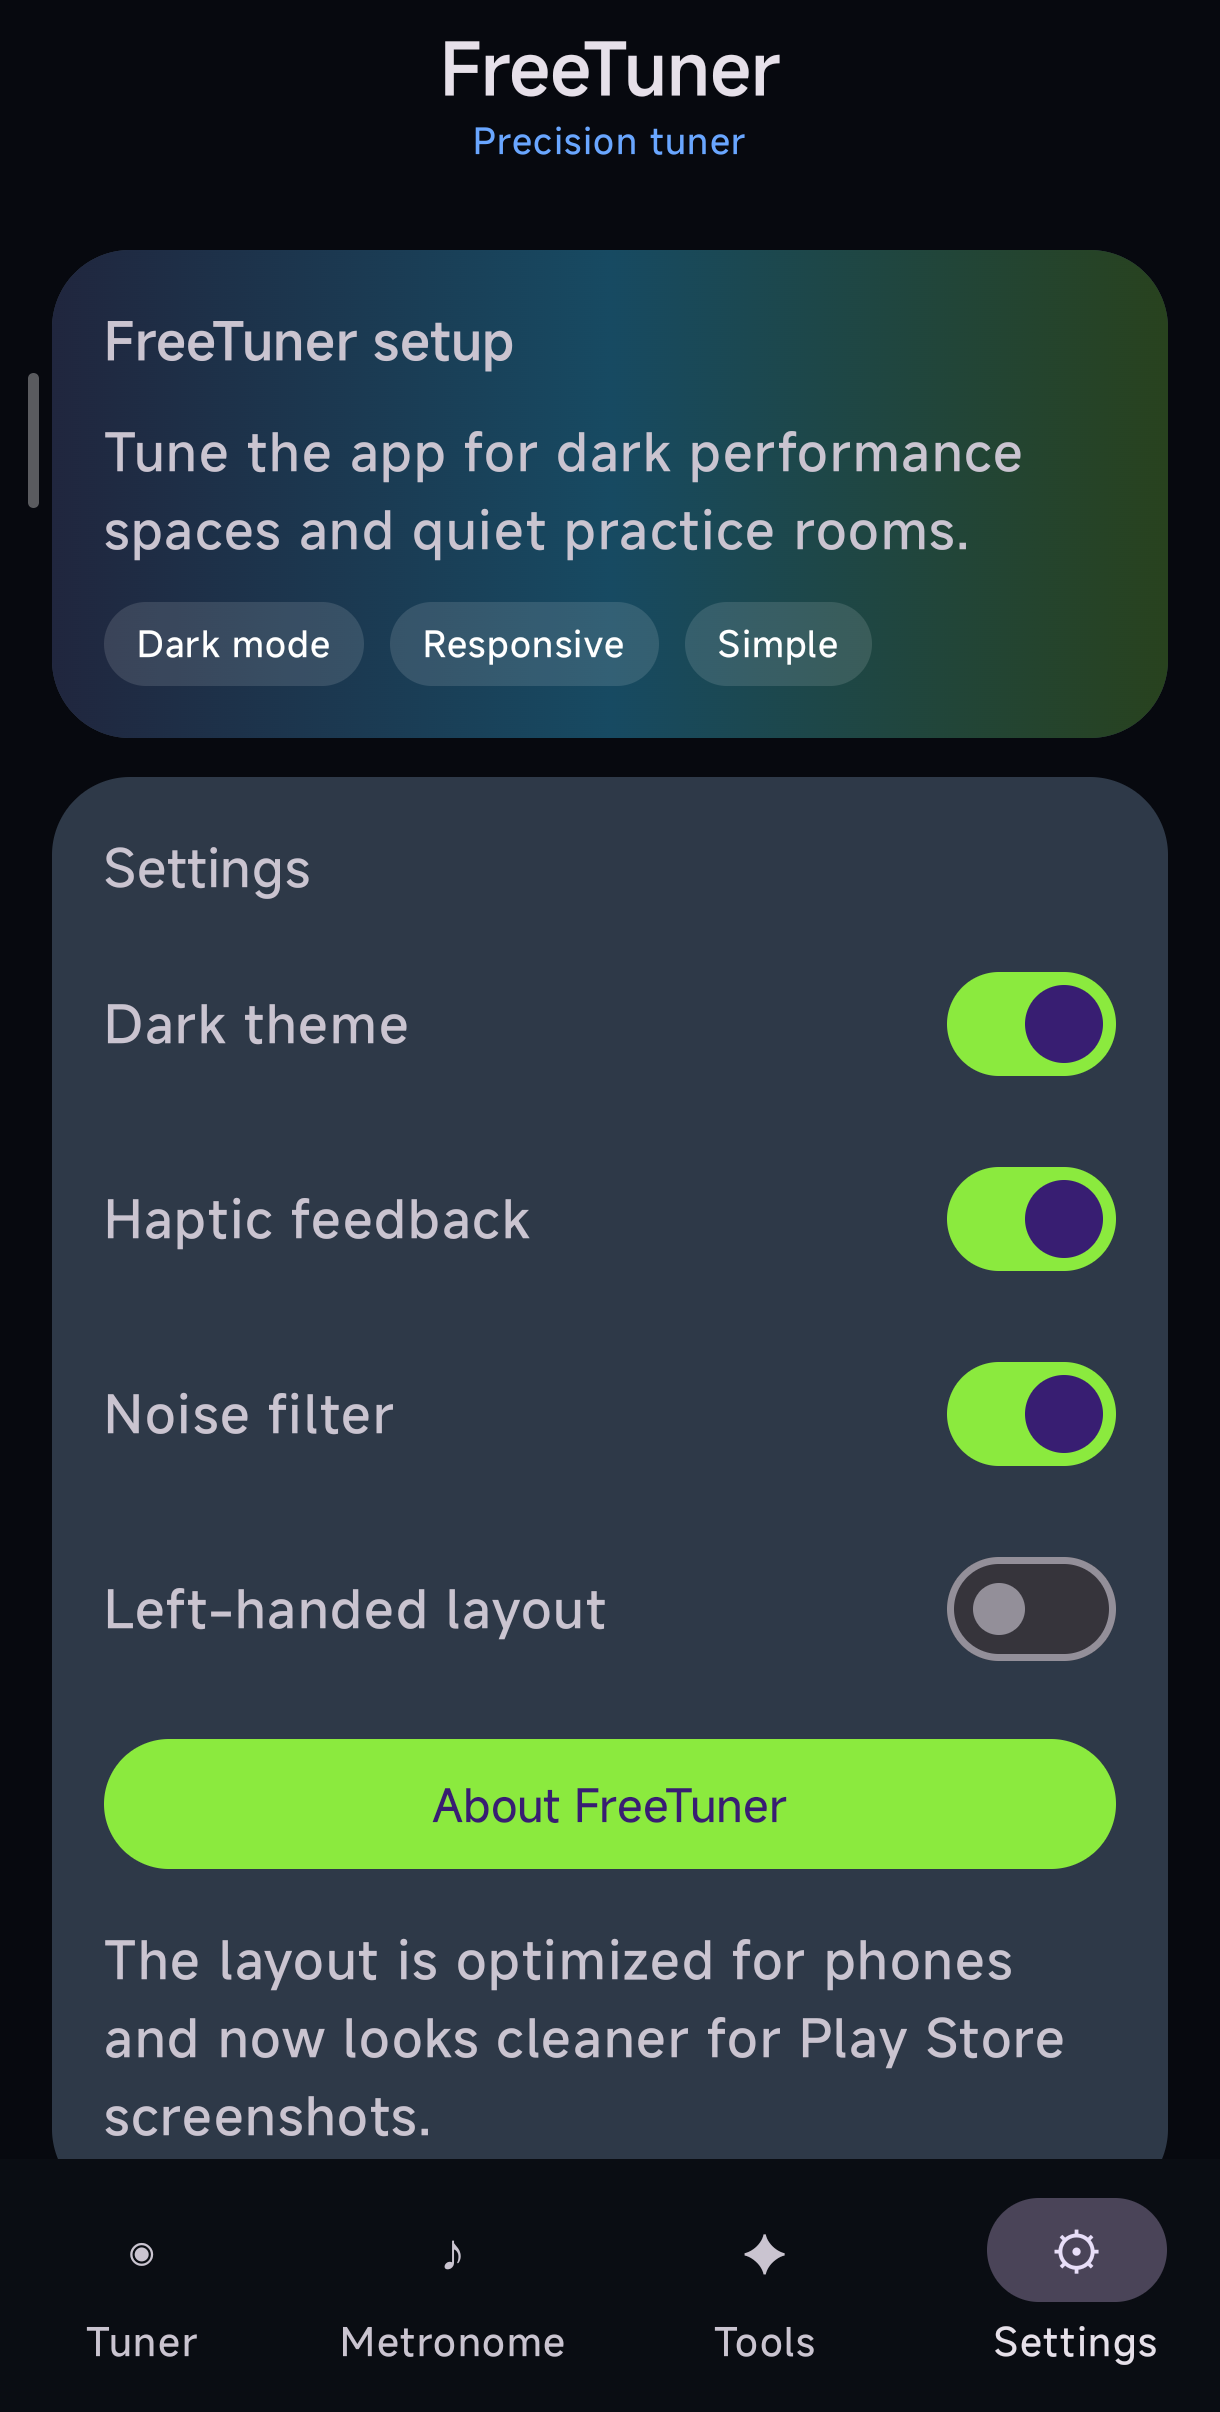 FreeTuner
Precision tuner
FreeTuner setup
Tune the app for dark performance
spaces and quiet practice rooms.
Dark mode
Responsive
Simple
Settings
Dark theme
Haptic feedback
Noise filter
Left-handed layout
About FreeTuner
The layout is optimized for phones
and now looks cleaner for Play Store
screenshots.
Tuner
Metronome
Tools
Settings